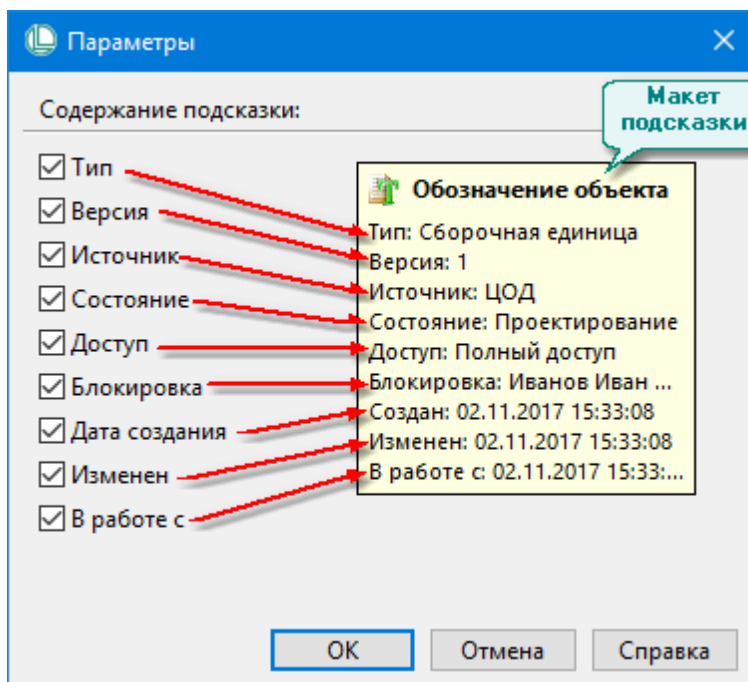 Параметры
Содержание подсказки:
Макет
подсказки
Тип
Версия
Источник
Состояние
Доступ
Блокировка
Дата создания
Изменен
В работе с
Обозначение объекта
Тип: Сборочная единица
Версия: 1
Источник: ЦОД
Состояние: Проектирование
Доступ: Полный доступ
Блокировка: Иванов Иван ...
Создан: 02.11.2017 15:33:08
Изменен: 02.11.2017 15:33:08
В работе с: 02.11.2017 15:33:...
ОК
Отмена
Справка